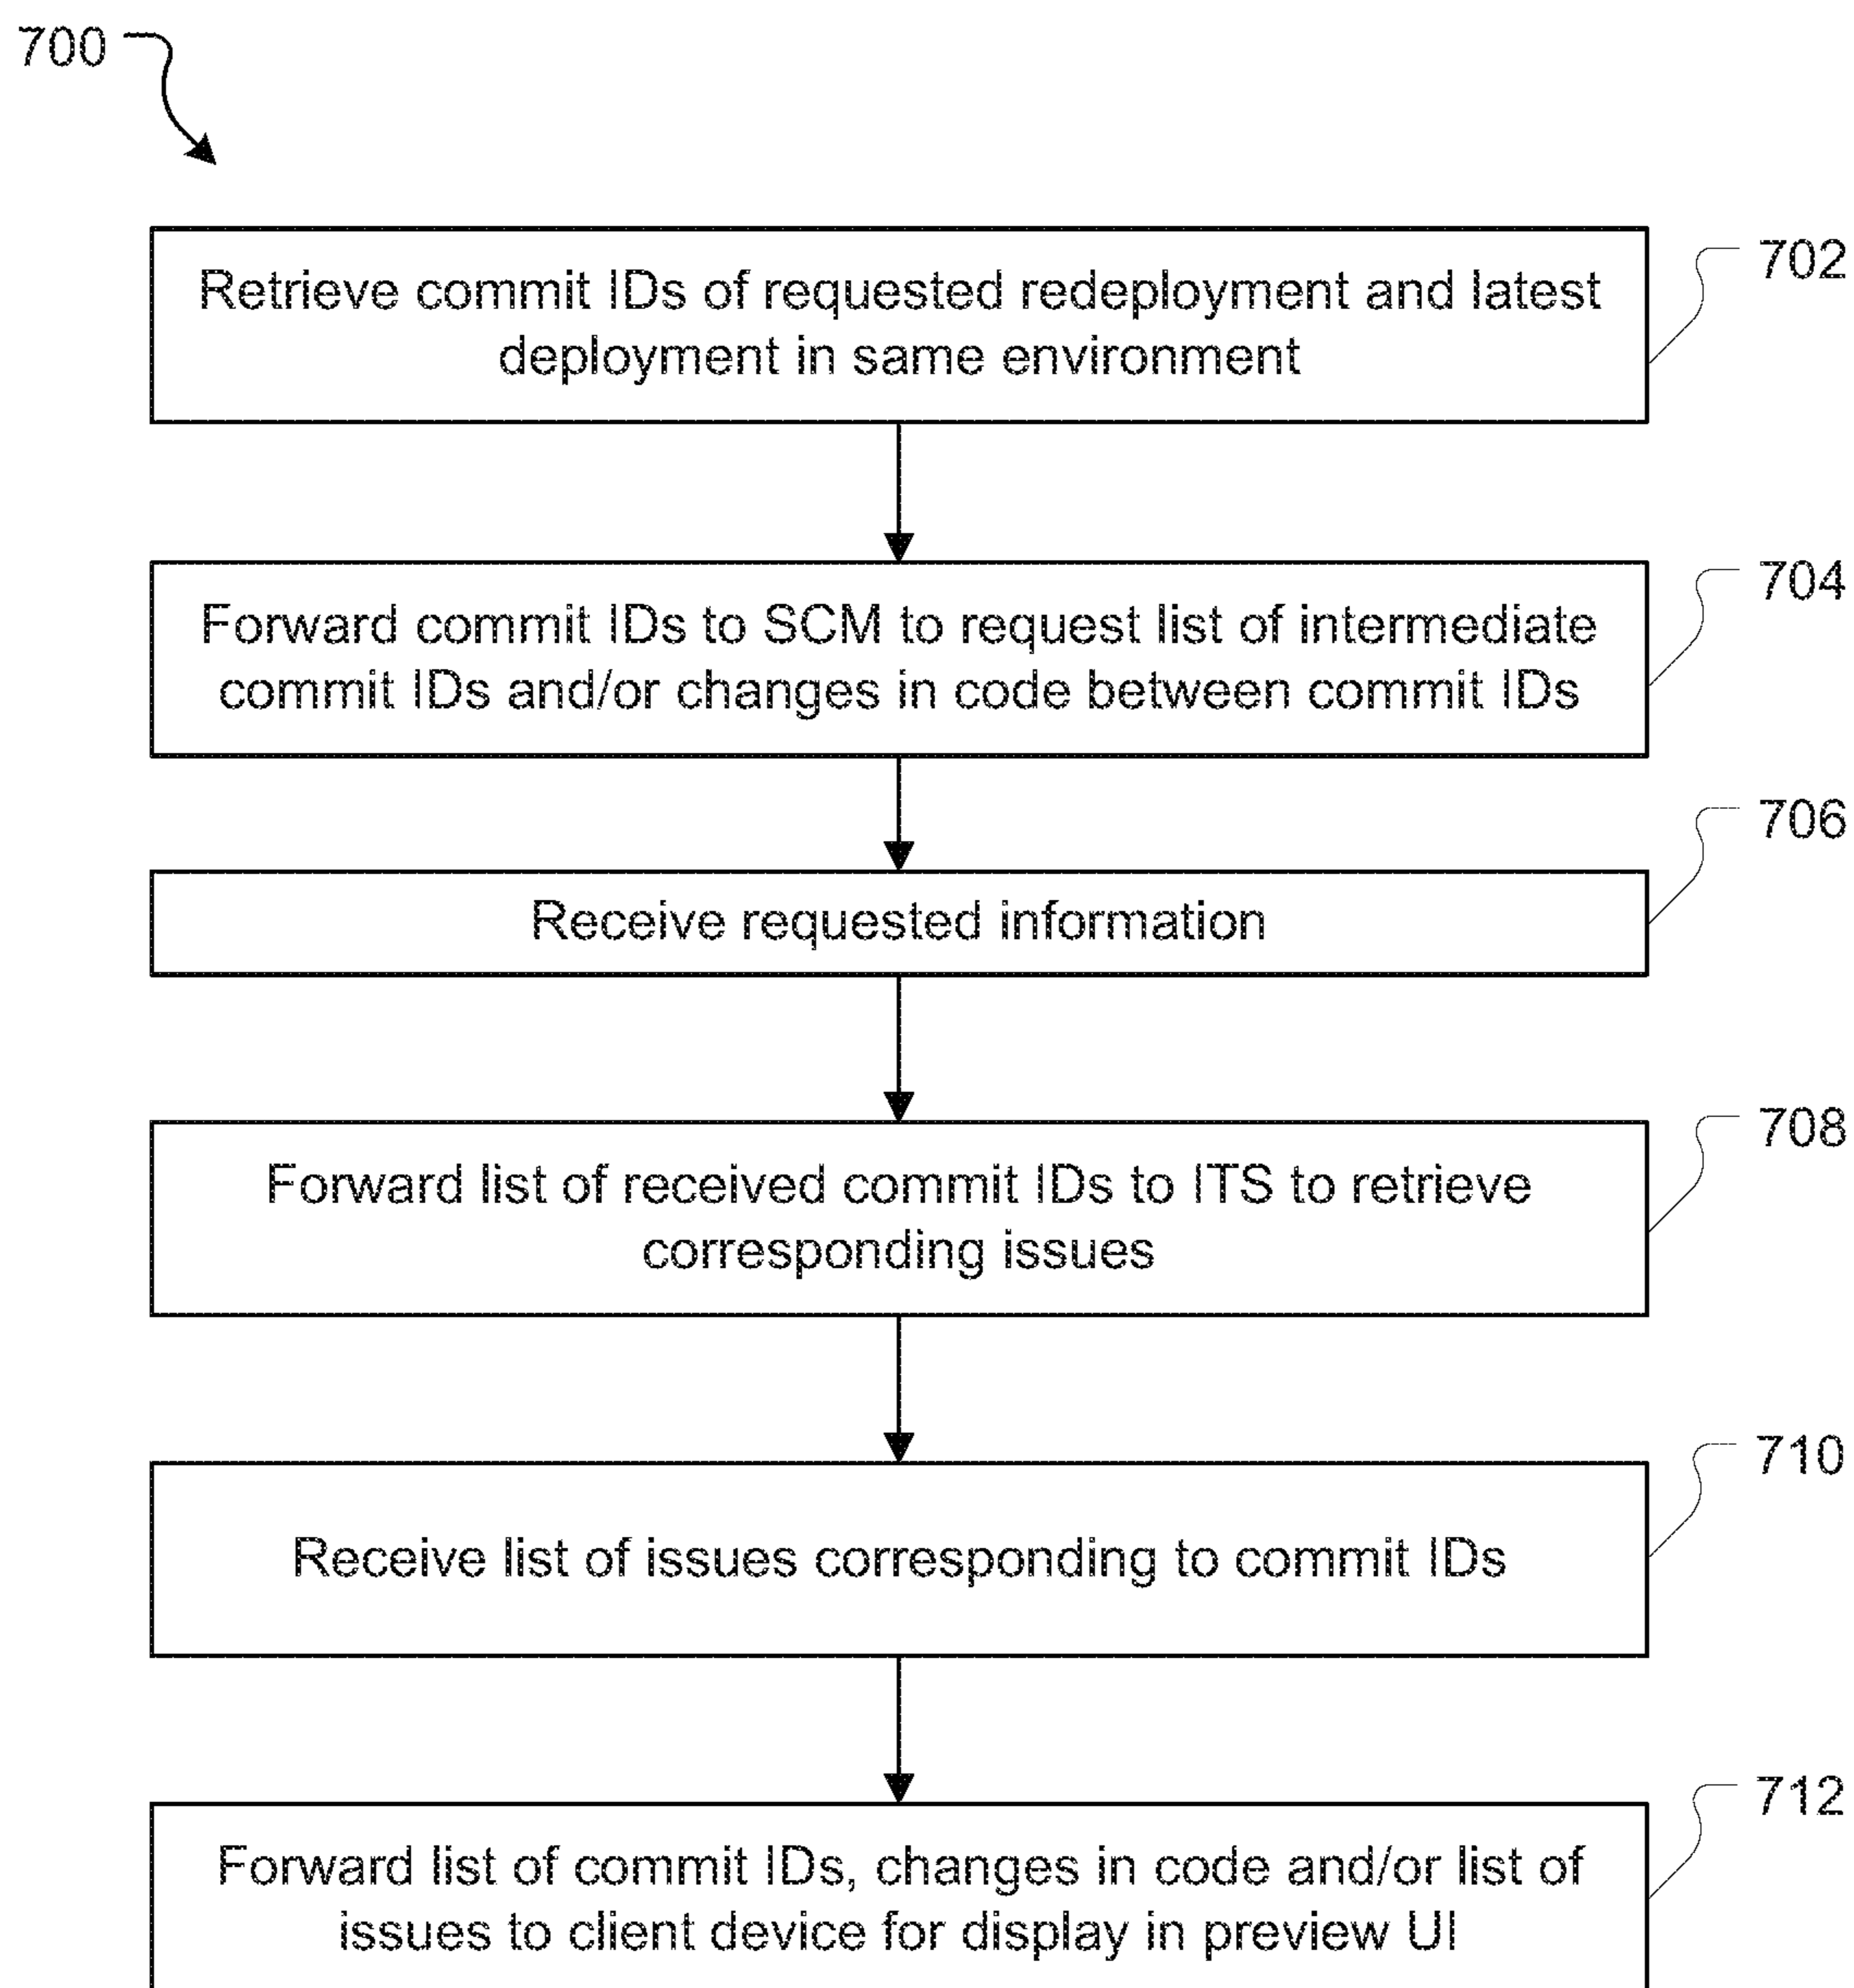 700
Retrieve commit IDs of requested redeployment and latest
deployment in same environment
702
Forward commit IDs to SCM to request list of intermediate
commit IDs and/or changes in code between commit IDs
704
Receive requested information
706
Forward list of received commit IDs to ITS to retrieve
corresponding issues
708
Receive list of issues corresponding to commit IDs
710
Forward list of commit IDs, changes in code and/or list of
issues to client device for display in preview UI
712